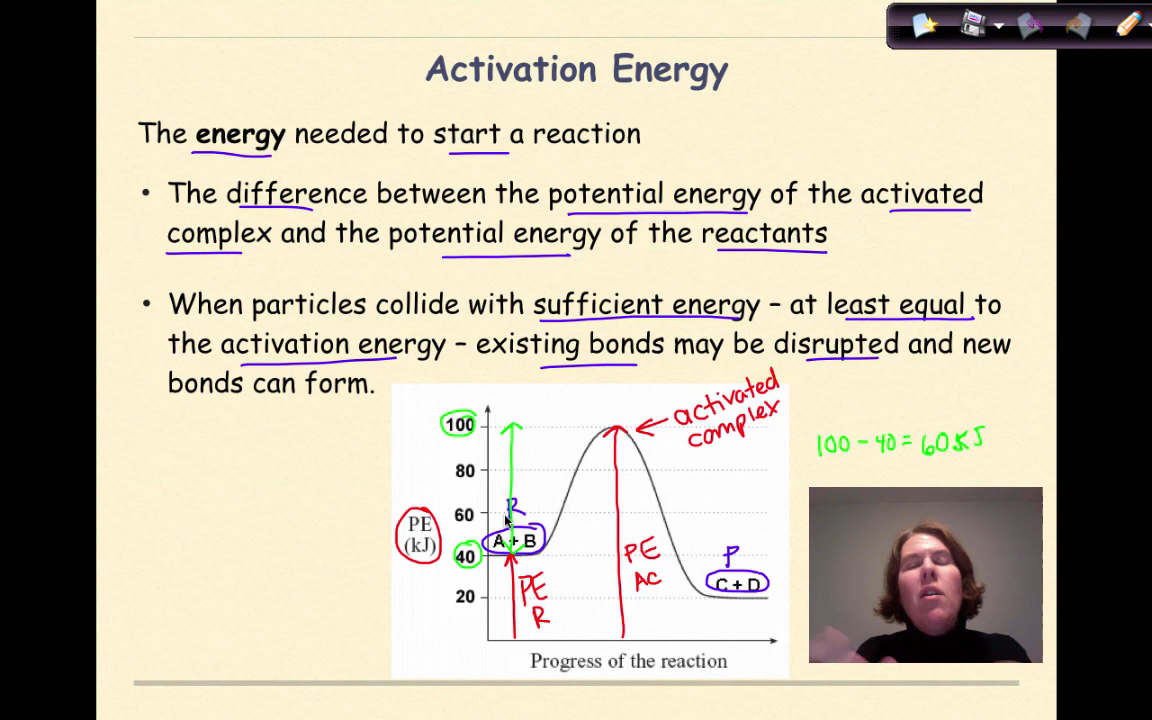 Activation Energy
The energy needed to start a reaction
• The difference between the potential energy of the activated
complex and the potential energy of the reactants
• When particles collide with sufficient energy – at least equal to
the activation energy – existing bonds may be disrupted and new
bonds can form.
activated
complex
100
80
60
40
20
PE
(kJ)
R
A + B
PE
R
PE
AC
P
C + D
Progress of the reaction
100 - 40 = 60 kJ